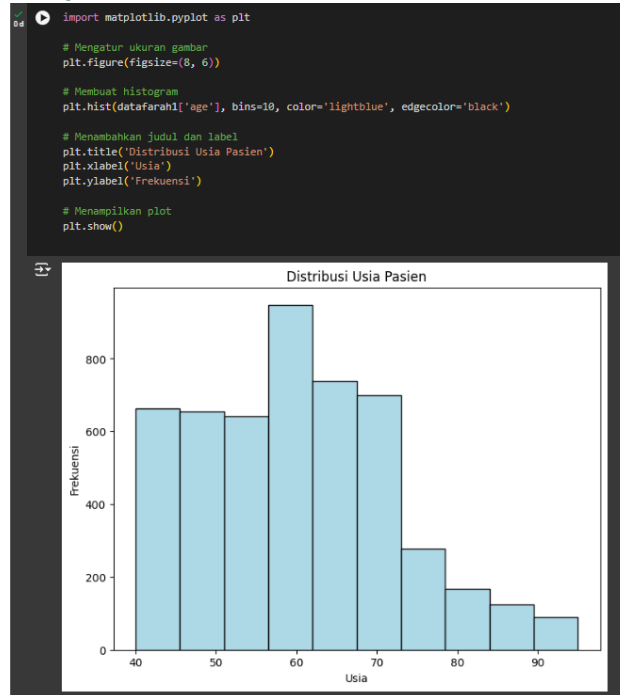 0d
import matplotlib.pyplot as plt
# Mengatur ukuran gambar
plt.figure(figsize=(8, 6))
# Membuat histogram
plt.hist(datafarah1['age'], bins=10, color='lightblue', edgecolor='black')
# Menambahkan judul dan label
plt.title('Distribusi Usia Pasien')
plt.xlabel('Usia')
plt.ylabel('Frekuensi')
# Menampilkan plot
plt.show()
Distribusi Usia Pasien
800
600
400
200
0
Frekuensi
40 50 60 70 80 90
Usia